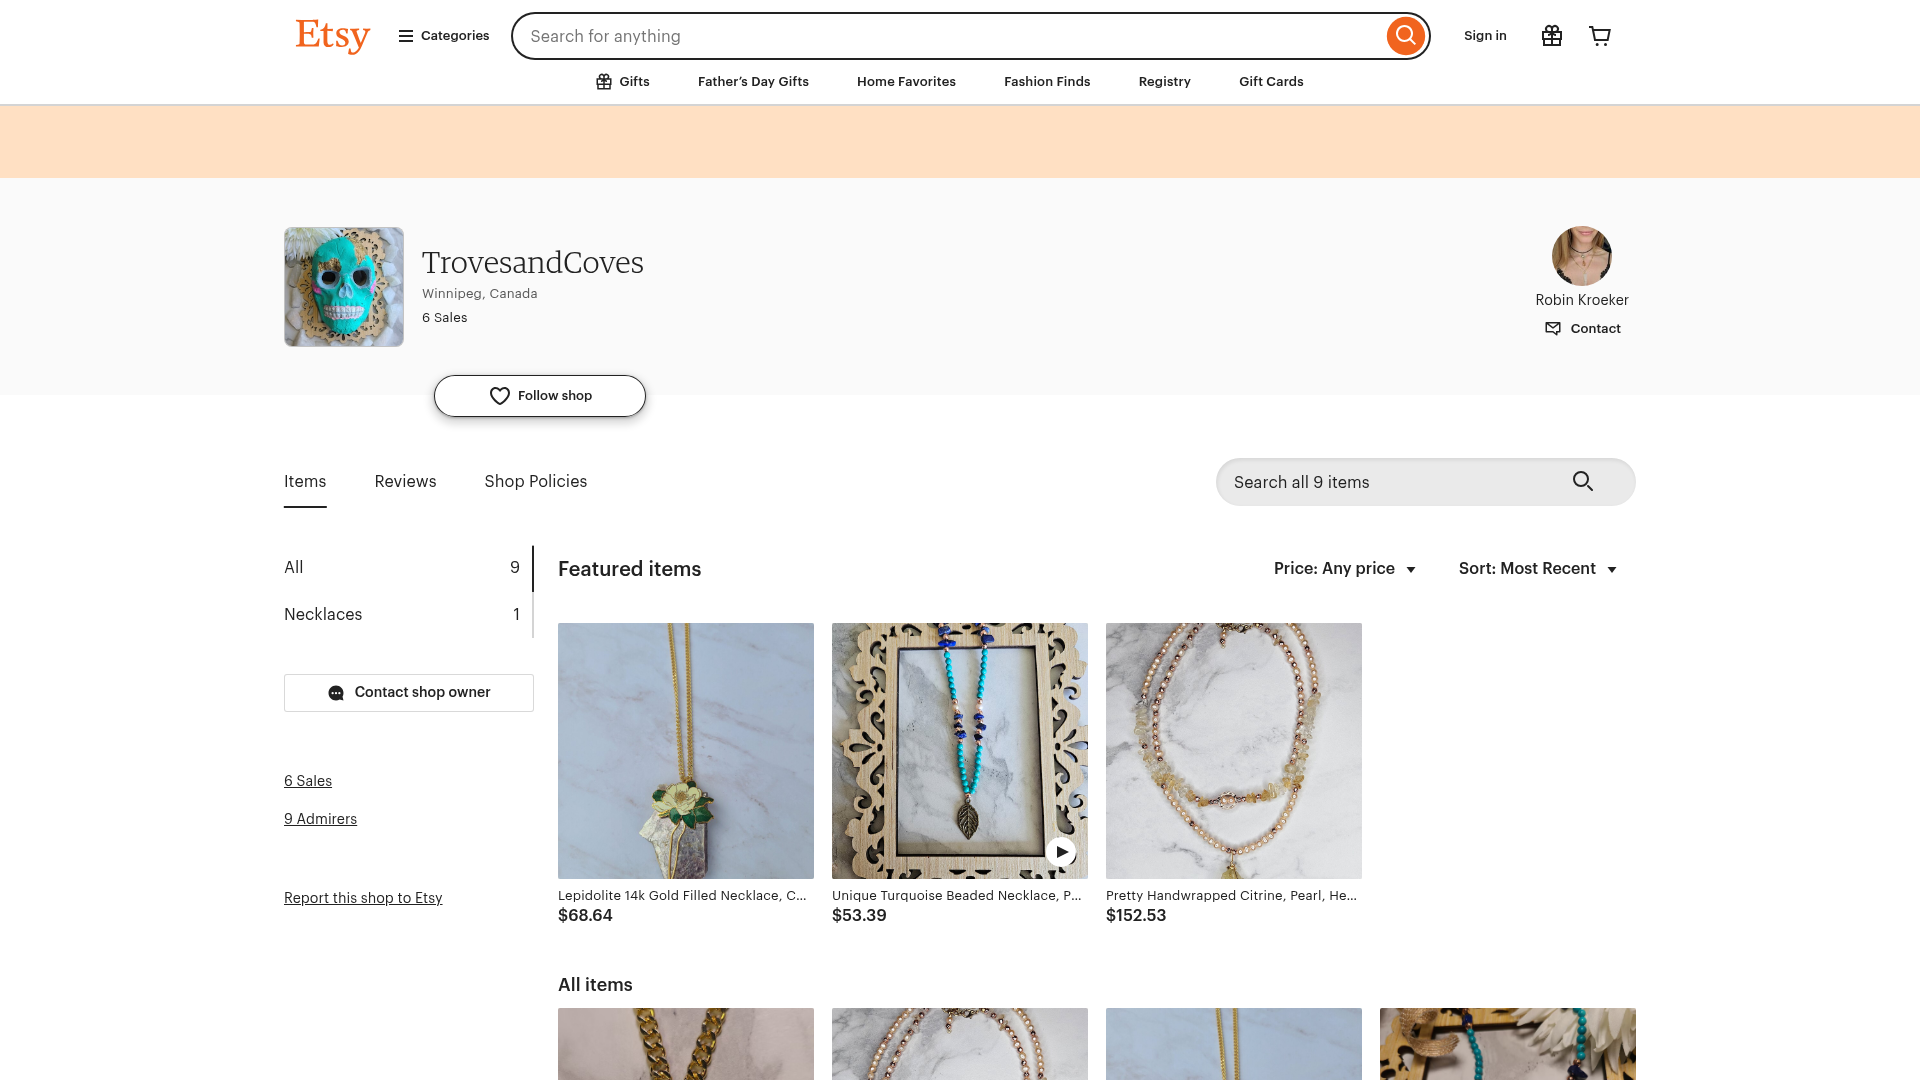 Etsy
Categories
Search for anything
Sign in
Gifts
Father’s Day Gifts
Home Favorites
Fashion Finds
Registry
Gift Cards
TrovesandCoves
Winnipeg, Canada
6 Sales
Robin Kroeker
Contact
Follow shop
Items
Reviews
Shop Policies
Search all 9 items
All 9
Necklaces 1
Contact shop owner
6 Sales
9 Admirers
Report this shop to Etsy
Featured items
Price: Any price
Sort: Most Recent
Lepidolite 14k Gold Filled Necklace, C...
$68.64
Unique Turquoise Beaded Necklace, P...
$53.39
Pretty Handwrapped Citrine, Pearl, He...
$152.53
All items